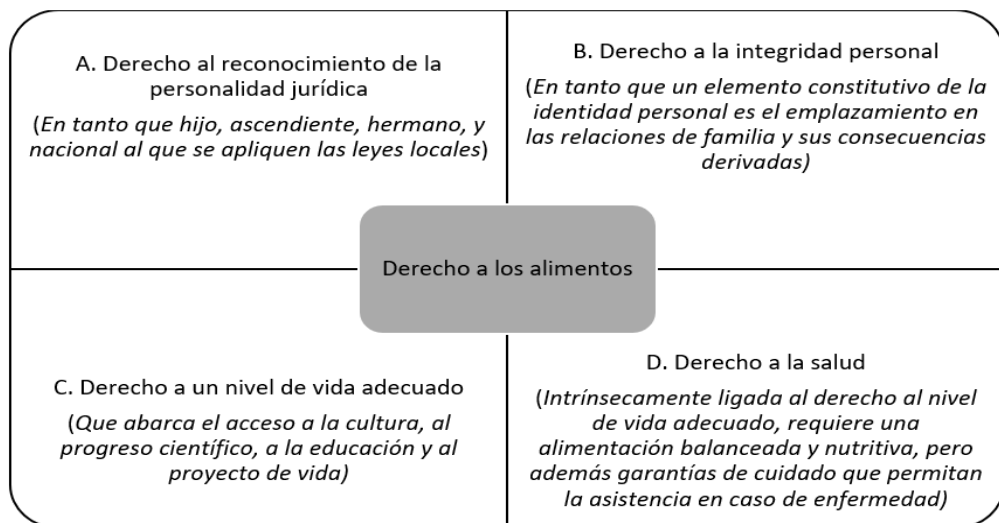 A. Derecho al reconocimiento de la
personalidad jurídica
(En tanto que hijo, ascendiente, hermano, y
nacional al que se apliquen las leyes locales)
B. Derecho a la integridad personal
(En tanto que un elemento constitutivo de la
identidad personal es el emplazamiento en
las relaciones de familia y sus consecuencias
derivadas)
Derecho a los alimentos
C. Derecho a un nivel de vida adecuado
(Que abarca el acceso a la cultura, al
progreso científico, a la educación y al
proyecto de vida)
D. Derecho a la salud
(Intrínsecamente ligada al derecho al nivel
de vida adecuado, requiere una
alimentación balanceada y nutritiva, pero
además garantías de cuidado que permitan
la asistencia en caso de enfermedad)